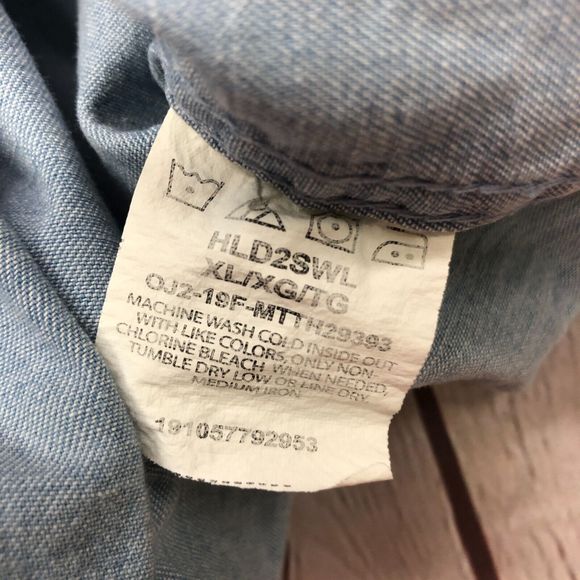 HLD2SWL
XL/XG/TG
OJ2-19F-MTTH29393
MACHINE WASH COLD INSIDE OUT
WITH LIKE COLORS, ONLY NON-
CHLORINE BLEACH WHEN NEEDED,
TUMBLE DRY LOW OR LINE DRY
MEDIUM IRON
191057792953